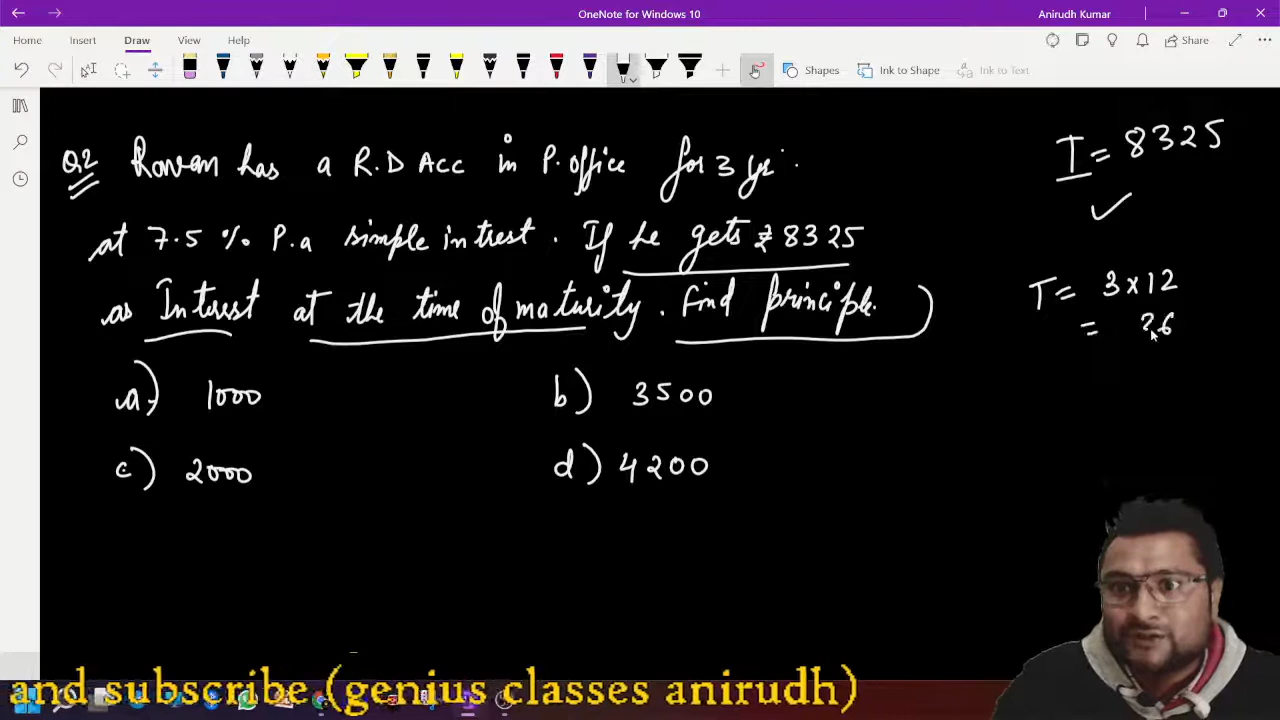 OneNote for Windows 10
Anirudh Kumar
Home Insert Draw View Help
Share
Shapes
Ink to Shape
Ink to Text
Q2 Rowan has a R.D Acc in P.office for 3 yr.
at 7.5 % P.a simple intrest. If he gets ₹8325
as Interest at the time of maturity. find principle.
a) 1000
b) 3500
c) 2000
d) 4200
I = 8325
T = 3×12
= 36
and subscribe (genius classes anirudh)